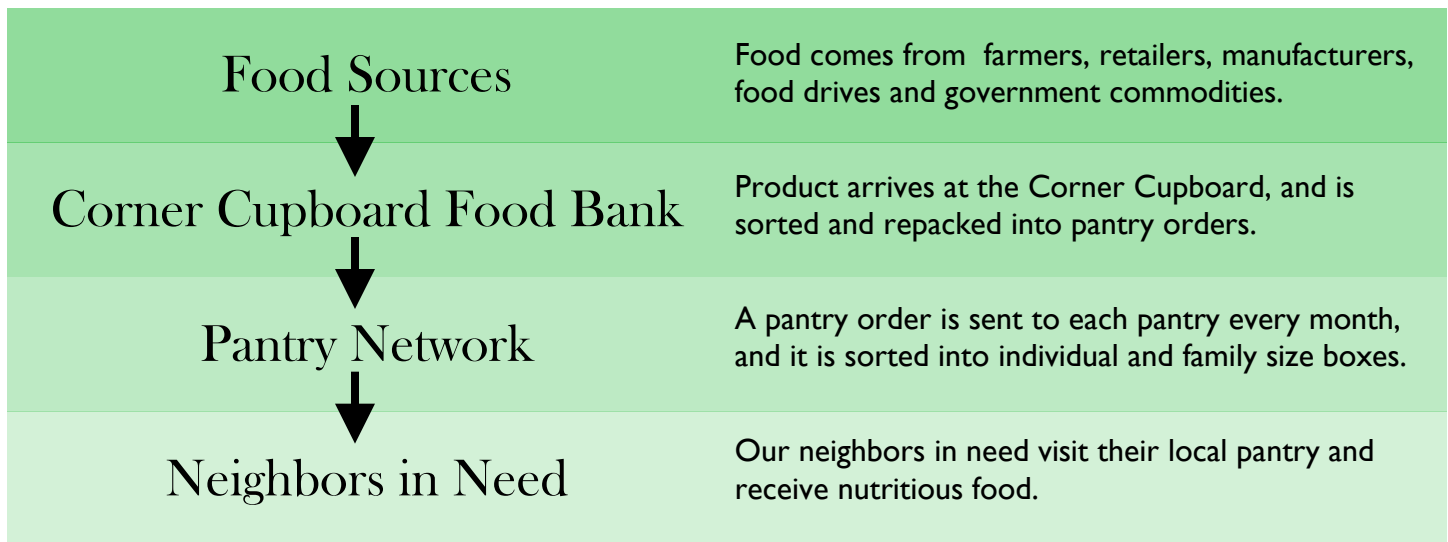 Food Sources
Food comes from  farmers, retailers, manufacturers,
food drives and government commodities.
Corner Cupboard Food Bank
Product arrives at the Corner Cupboard, and is
sorted and repacked into pantry orders.
Pantry Network
A pantry order is sent to each pantry every month,
and it is sorted into individual and family size boxes.
Neighbors in Need
Our neighbors in need visit their local pantry and
receive nutritious food.